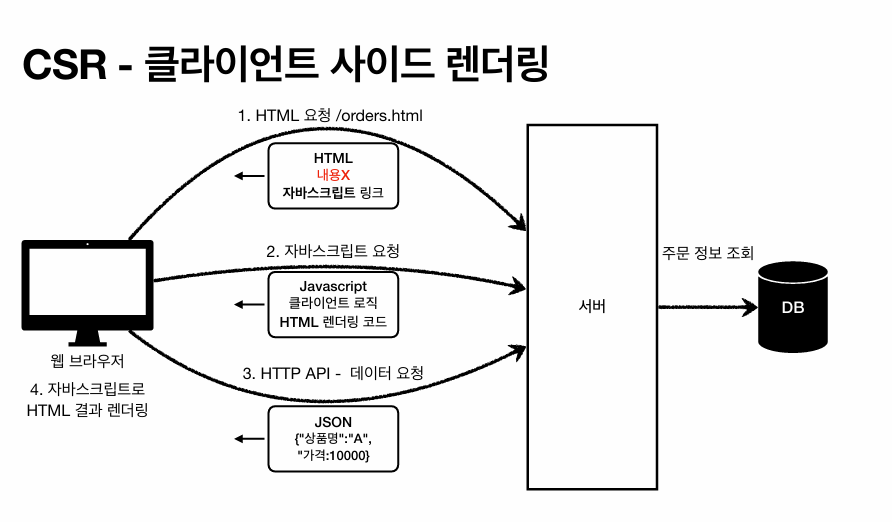 CSR - 클라이언트 사이드 렌더링
1. HTML 요청 /orders.html
HTML
내용X
자바스크립트 링크
2. 자바스크립트 요청
Javascript
클라이언트 로직
HTML 렌더링 코드
3. HTTP API -  데이터 요청
JSON
{"상품명":"A",
"가격:10000}
웹 브라우저
4. 자바스크립트로
HTML 결과 렌더링
서버
주문 정보 조회
DB